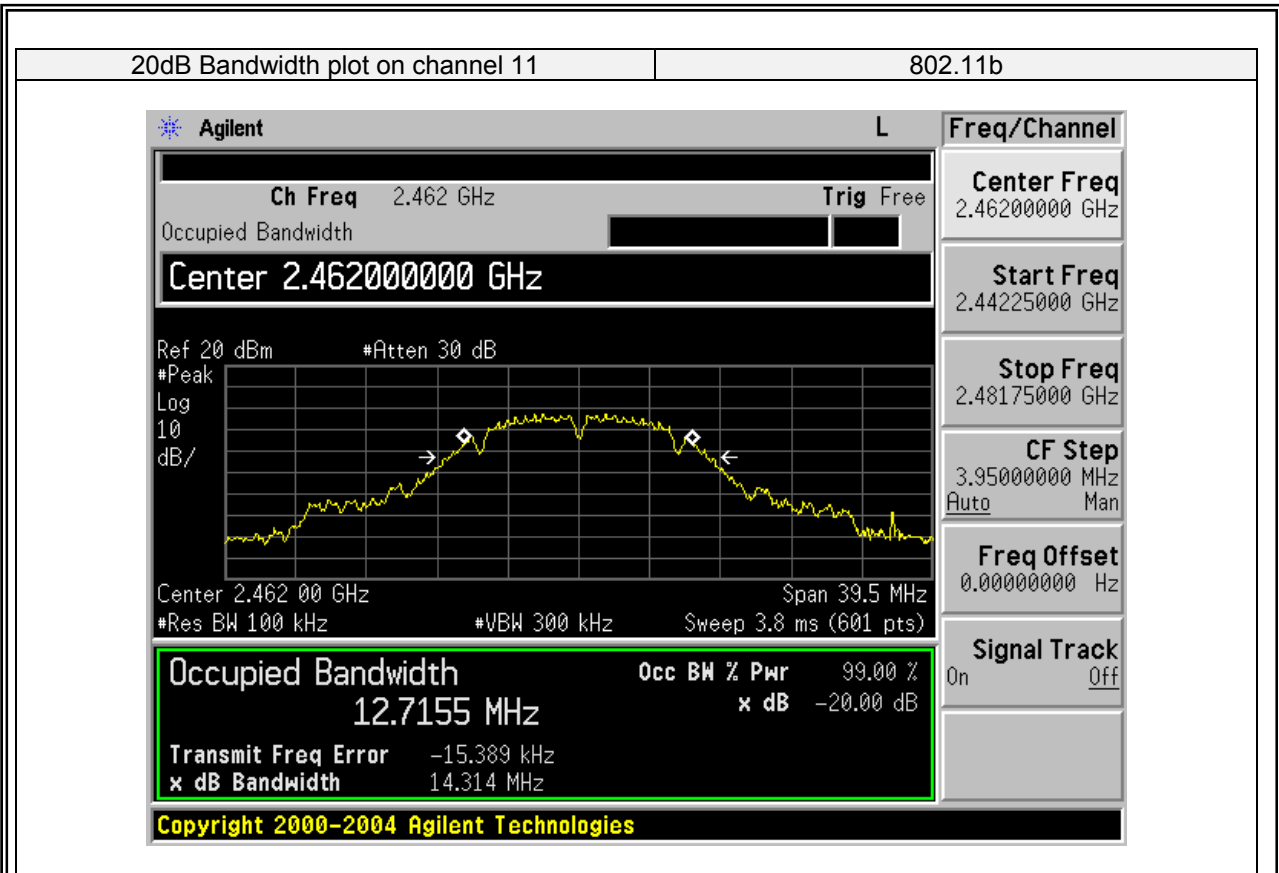 20dB Bandwidth plot on channel 11 802.11b
Agilent L
Freq/Channel
Ch Freq 2.462 GHz Trig Free
Occupied Bandwidth
Center 2.462000000 GHz
Ref 20 dBm #Atten 30 dB
#Peak
Log
10
dB/
Center 2.462 00 GHz Span 39.5 MHz
#Res BW 100 kHz #VBW 300 kHz Sweep 3.8 ms (601 pts)
Occupied Bandwidth Occ BW % Pwr 99.00 %
12.7155 MHz x dB -20.00 dB
Transmit Freq Error -15.389 kHz
x dB Bandwidth 14.314 MHz
Copyright 2000-2004 Agilent Technologies
Center Freq
2.46200000 GHz
Start Freq
2.44225000 GHz
Stop Freq
2.48175000 GHz
CF Step
3.95000000 MHz
Auto Man
Freq Offset
0.00000000 Hz
Signal Track
On Off